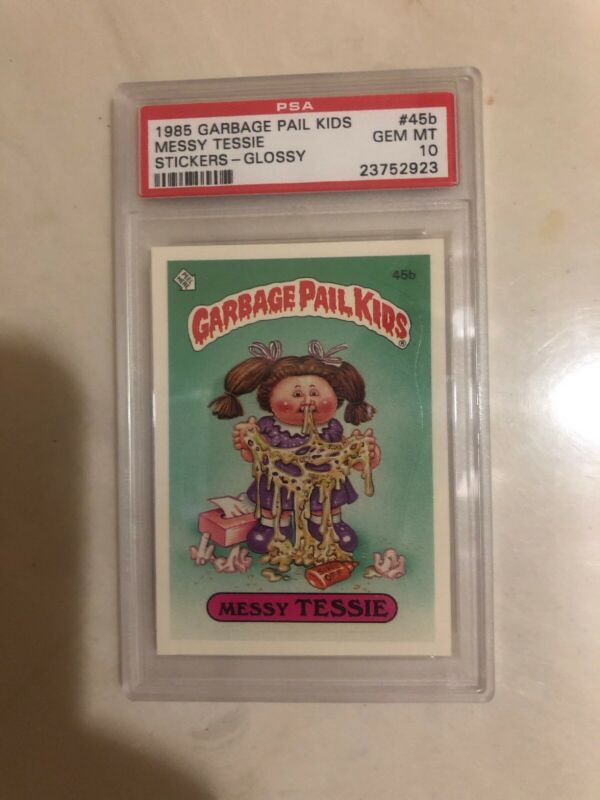 PSA
1985 GARBAGE PAIL KIDS #45b
MESSY TESSIE GEM MT
STICKERS-GLOSSY 10
23752923
45b
GARBAGE PAIL KIDS®
MESSY TESSIE